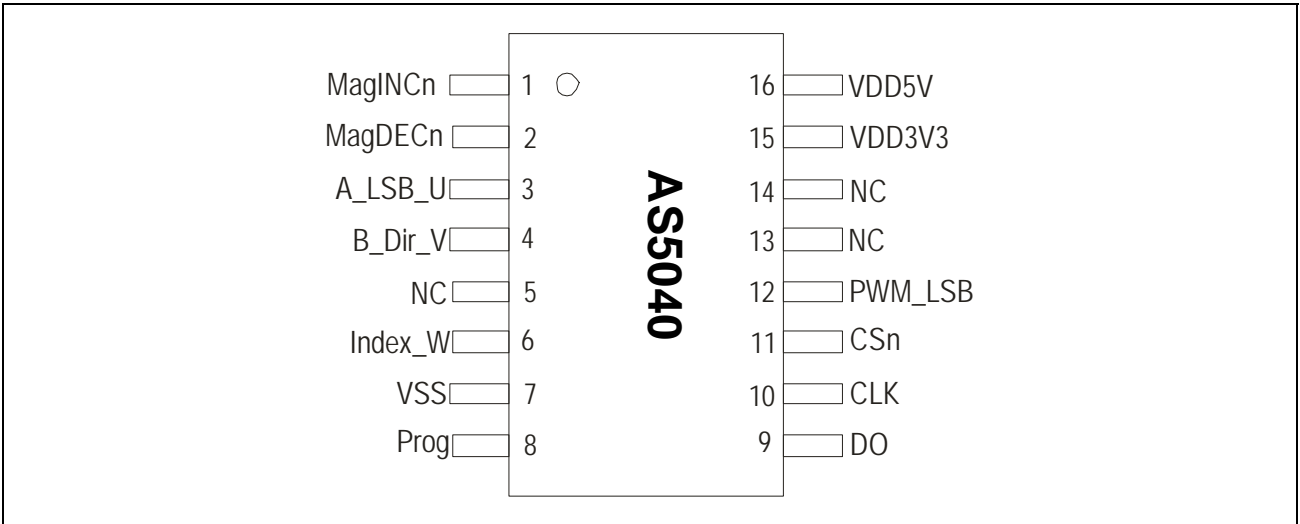 MagINCn 1 16 VDD5V
MagDECn 2 15 VDD3V3
A_LSB_U 3 14 NC
B_Dir_V 4 13 NC
NC 5 12 PWM_LSB
Index_W 6 11 CSn
VSS 7 10 CLK
Prog 8 9 DO
AS5040